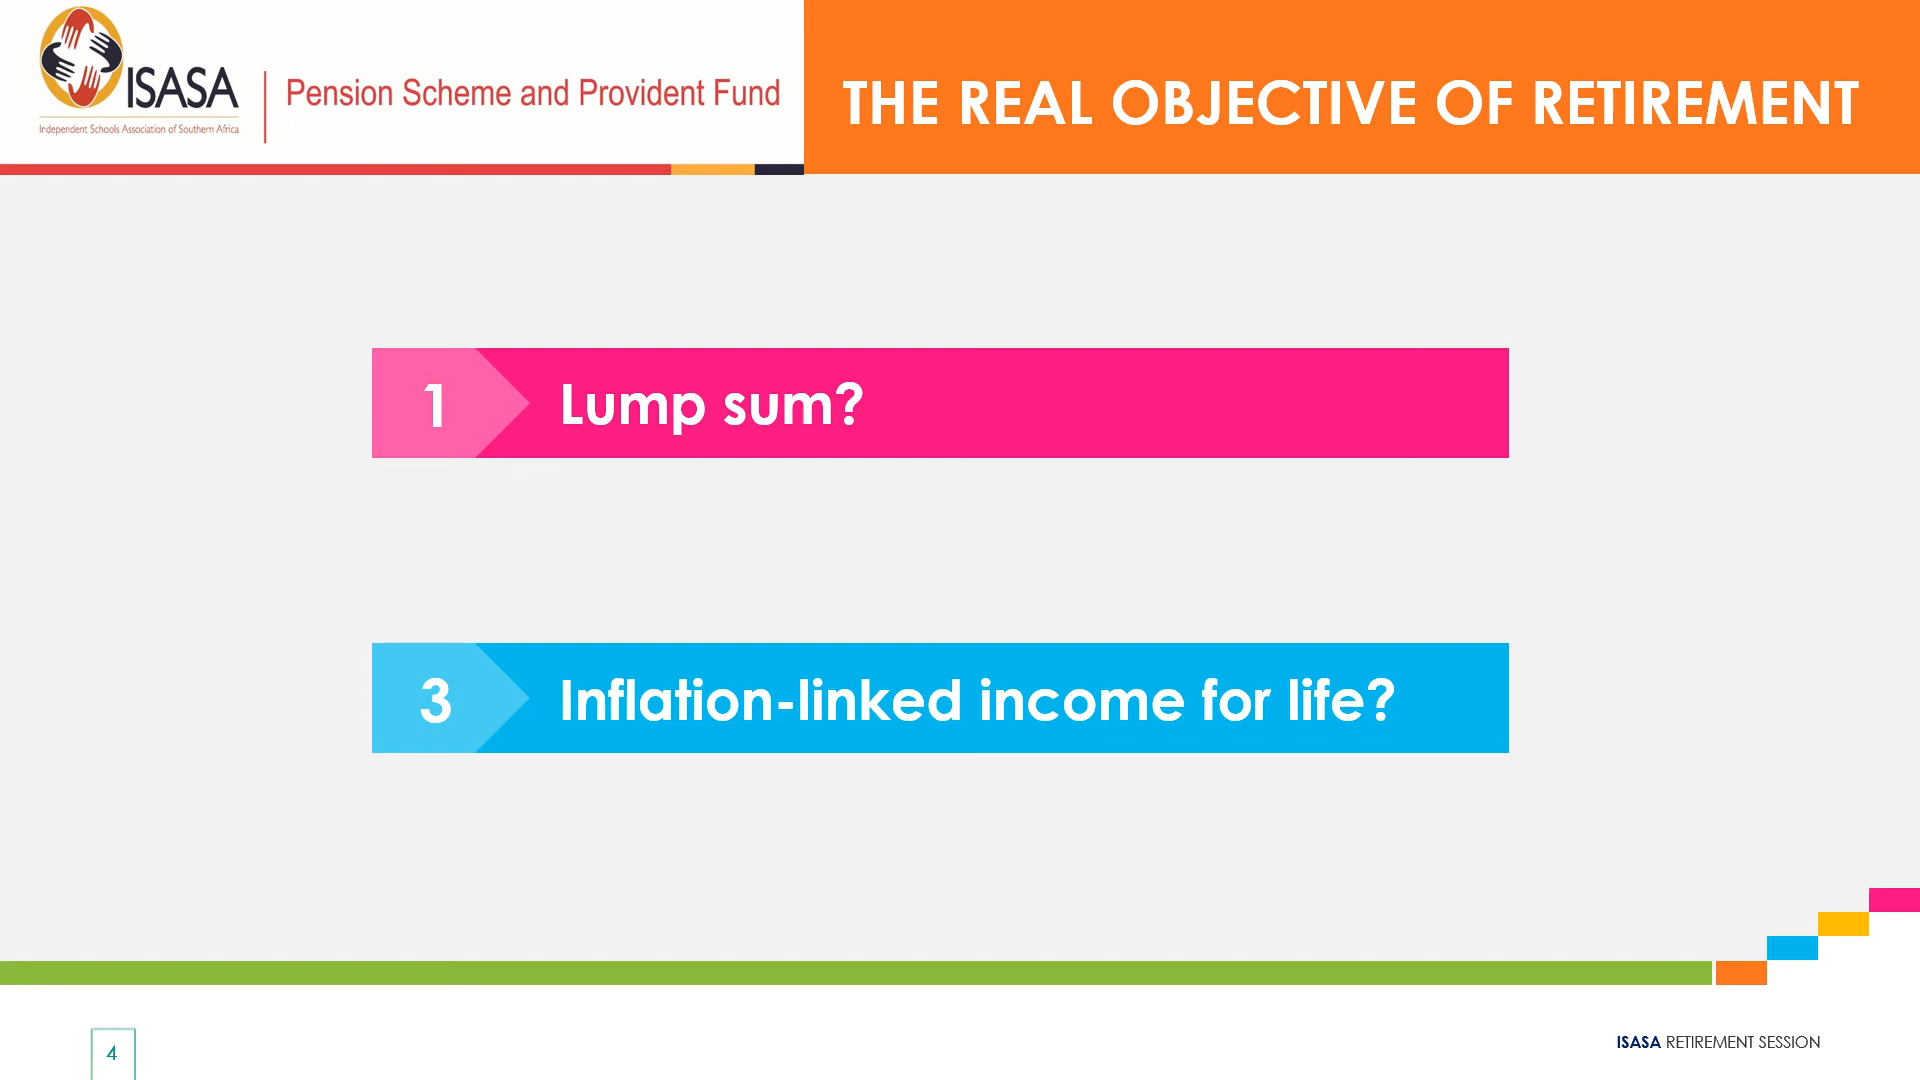 ISASA
Independent Schools Association of Southern Africa
Pension Scheme and Provident Fund
THE REAL OBJECTIVE OF RETIREMENT
1 Lump sum?
3 Inflation-linked income for life?
4
ISASA RETIREMENT SESSION